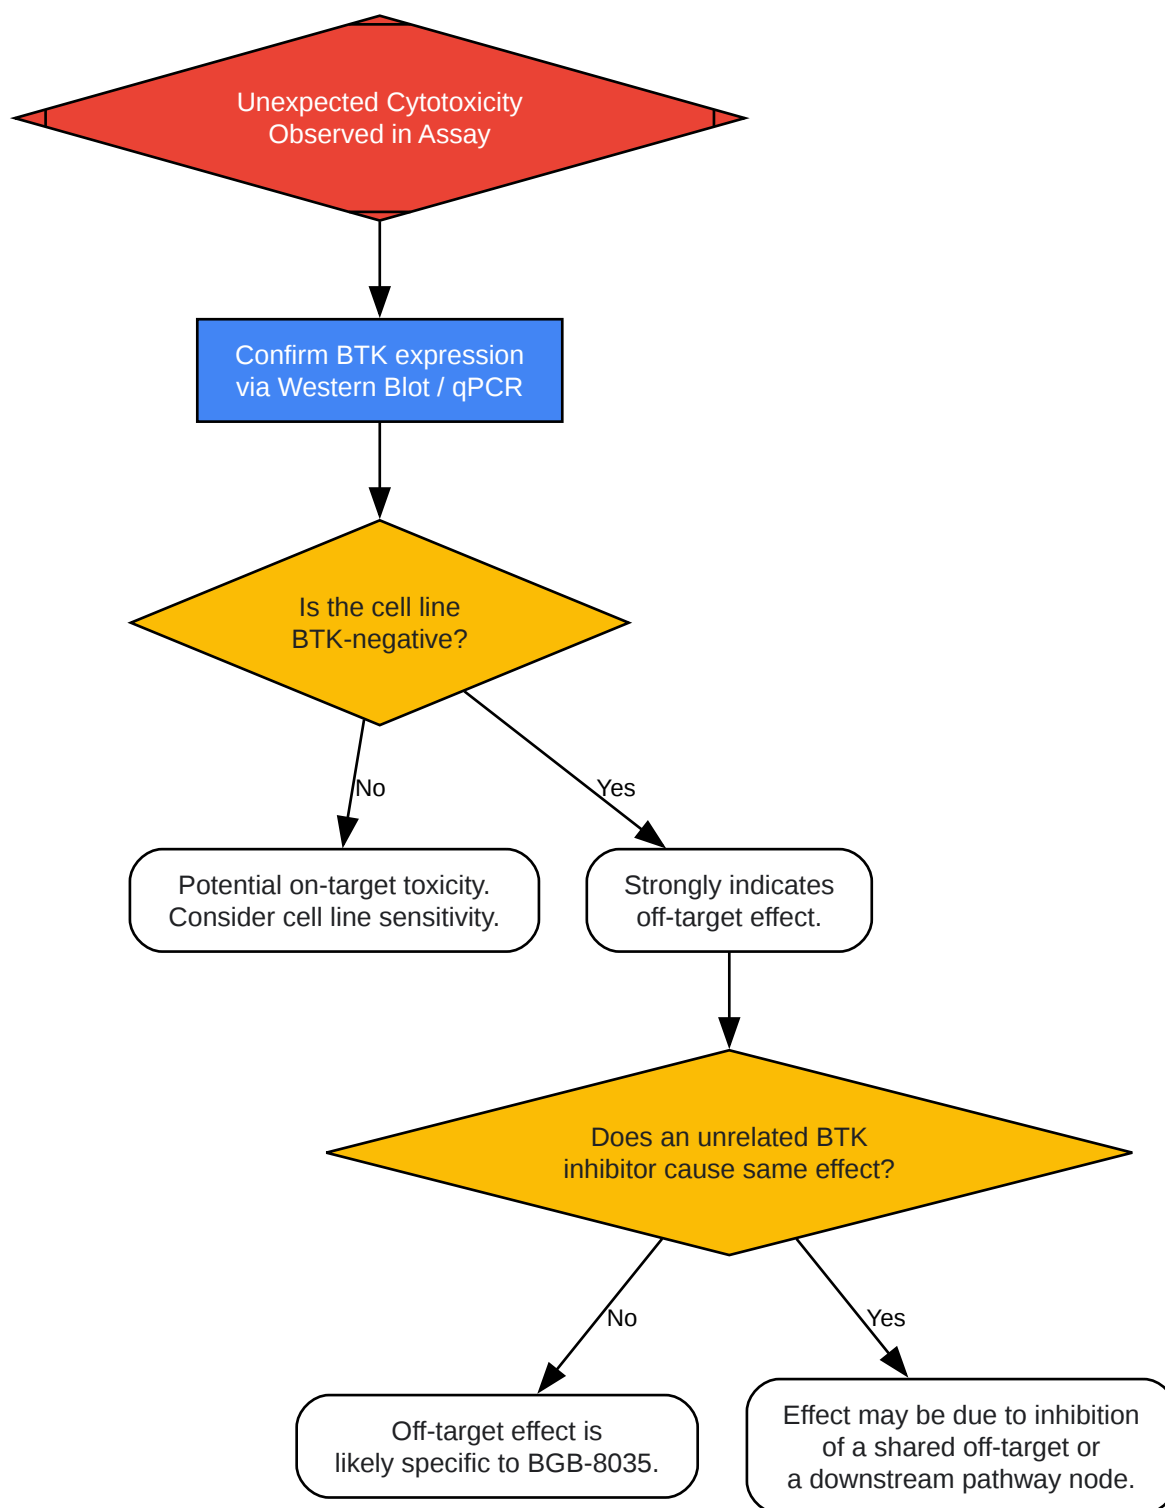 Unexpected Cytotoxicity
Observed in Assay
Confirm BTK expression
via Western Blot / qPCR
Is the cell line
BTK-negative?
No
Yes
Potential on-target toxicity.
Consider cell line sensitivity.
Strongly indicates
off-target effect.
Does an unrelated BTK
inhibitor cause same effect?
No
Yes
Off-target effect is
likely specific to BGB-8035.
Effect may be due to inhibition
of a shared off-target or
a downstream pathway node.